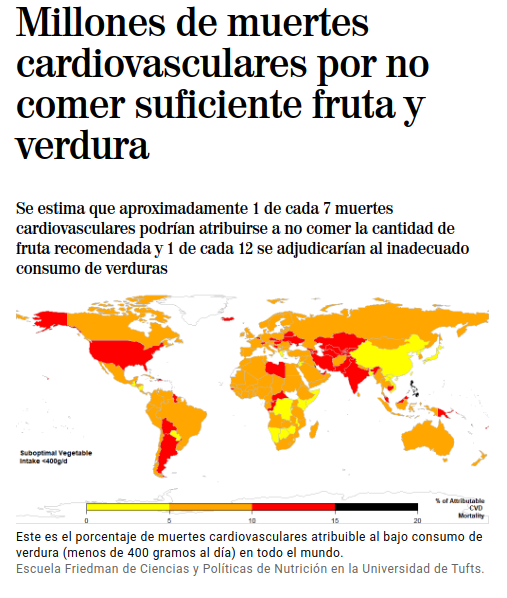 Millones de muertes
cardiovasculares por no
comer suficiente fruta y
verdura
Se estima que aproximadamente 1 de cada 7 muertes
cardiovasculares podrían atribuirse a no comer la cantidad de
fruta recomendada y 1 de cada 12 se adjudicarían al inadecuado
consumo de verduras
Suboptimal Vegetable
Intake <400g/d
% of Attributable
CVD
Mortality
0 5 10 15 20
Este es el porcentaje de muertes cardiovasculares atribuible al bajo consumo de
verdura (menos de 400 gramos al día) en todo el mundo.
Escuela Friedman de Ciencias y Políticas de Nutrición en la Universidad de Tufts.